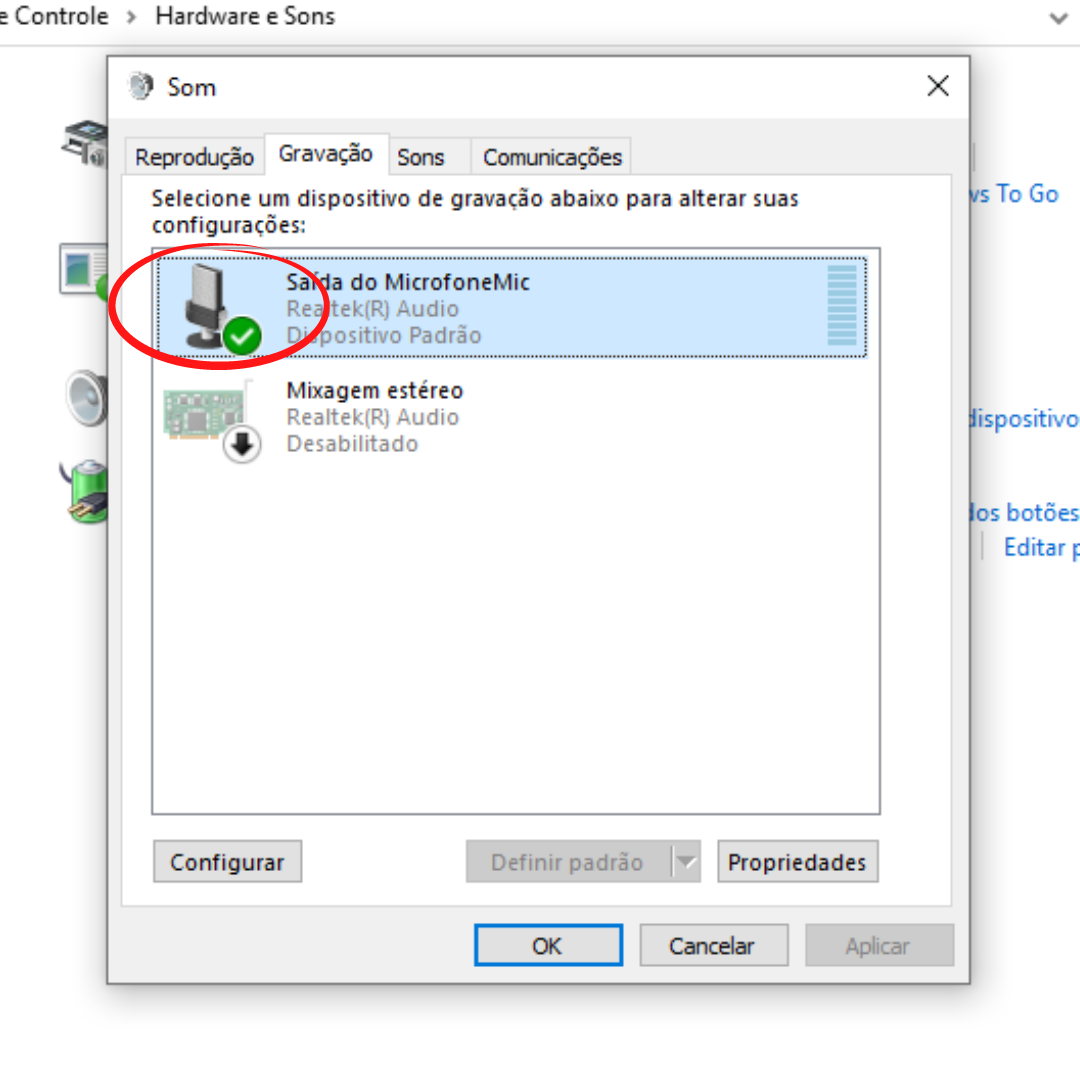 e Controle > Hardware e Sons
Som
Reprodução Gravação Sons Comunicações
Selecione um dispositivo de gravação abaixo para alterar suas
configurações:
Saída do MicrofoneMic
Realtek(R) Audio
Dispositivo Padrão
Mixagem estéreo
Realtek(R) Audio
Desabilitado
Configurar Definir padrão Propriedades
OK Cancelar Aplicar
vs To Go
dispositivo
dos botões
Editar p